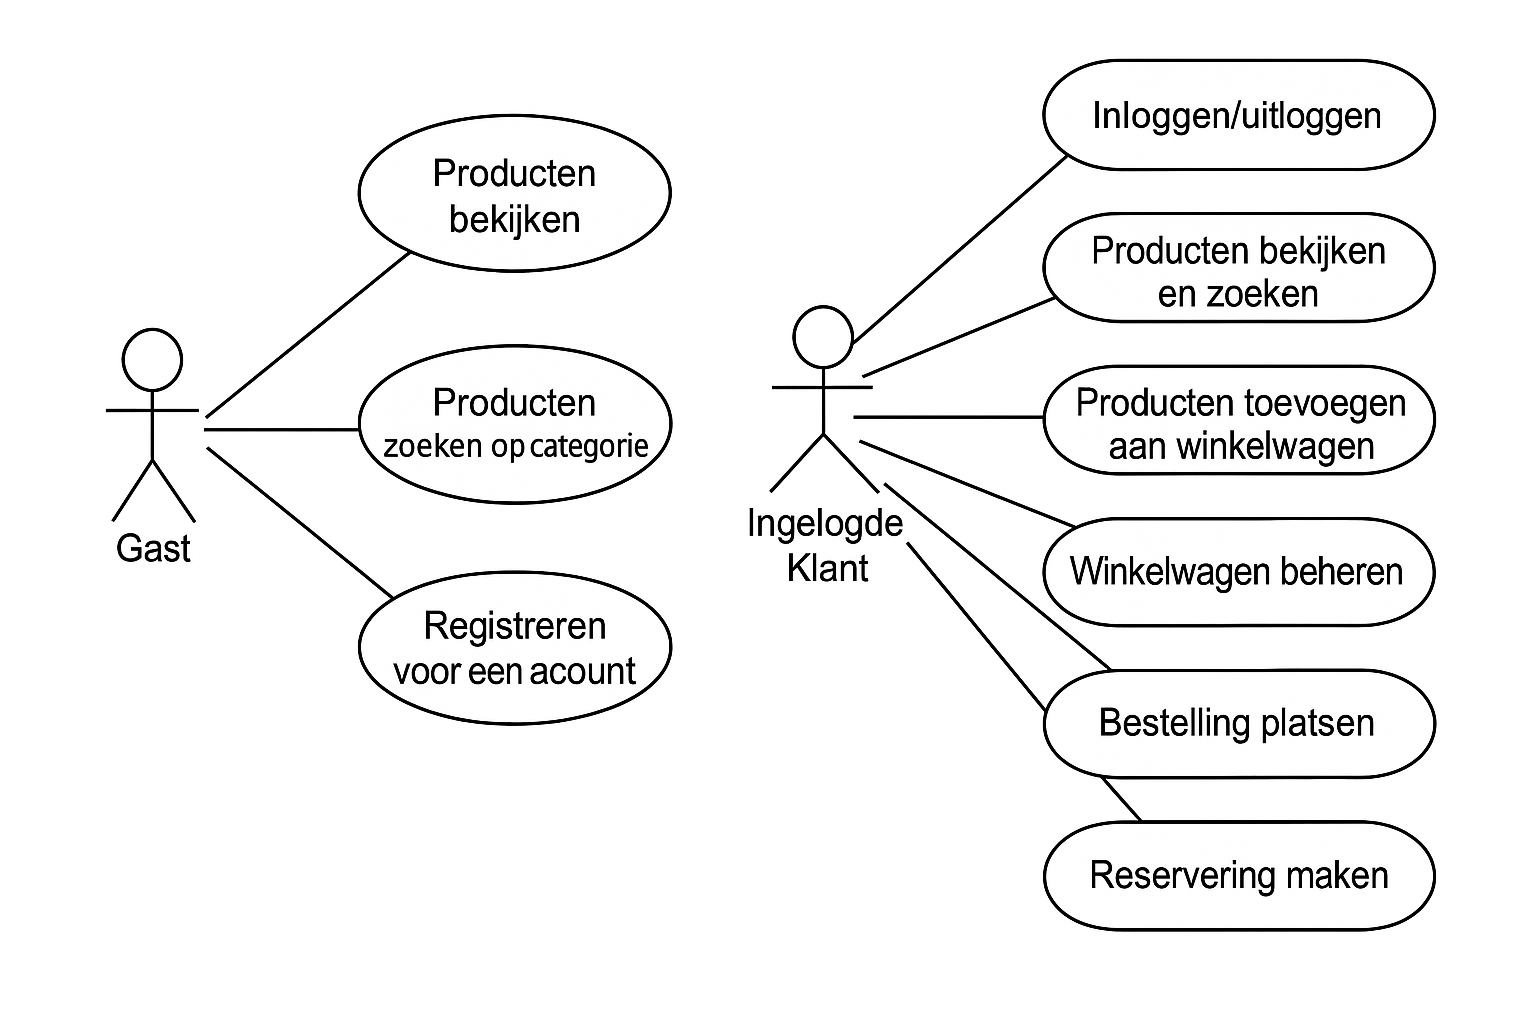 Producten
bekijken
Producten
zoeken op categorie
Registreren
voor een acount
Gast
Inloggen/uitloggen
Producten bekijken
en zoeken
Producten toevoegen
aan winkelwagen
Winkelwagen beheren
Bestelling platsen
Reservering maken
Ingelogde
Klant